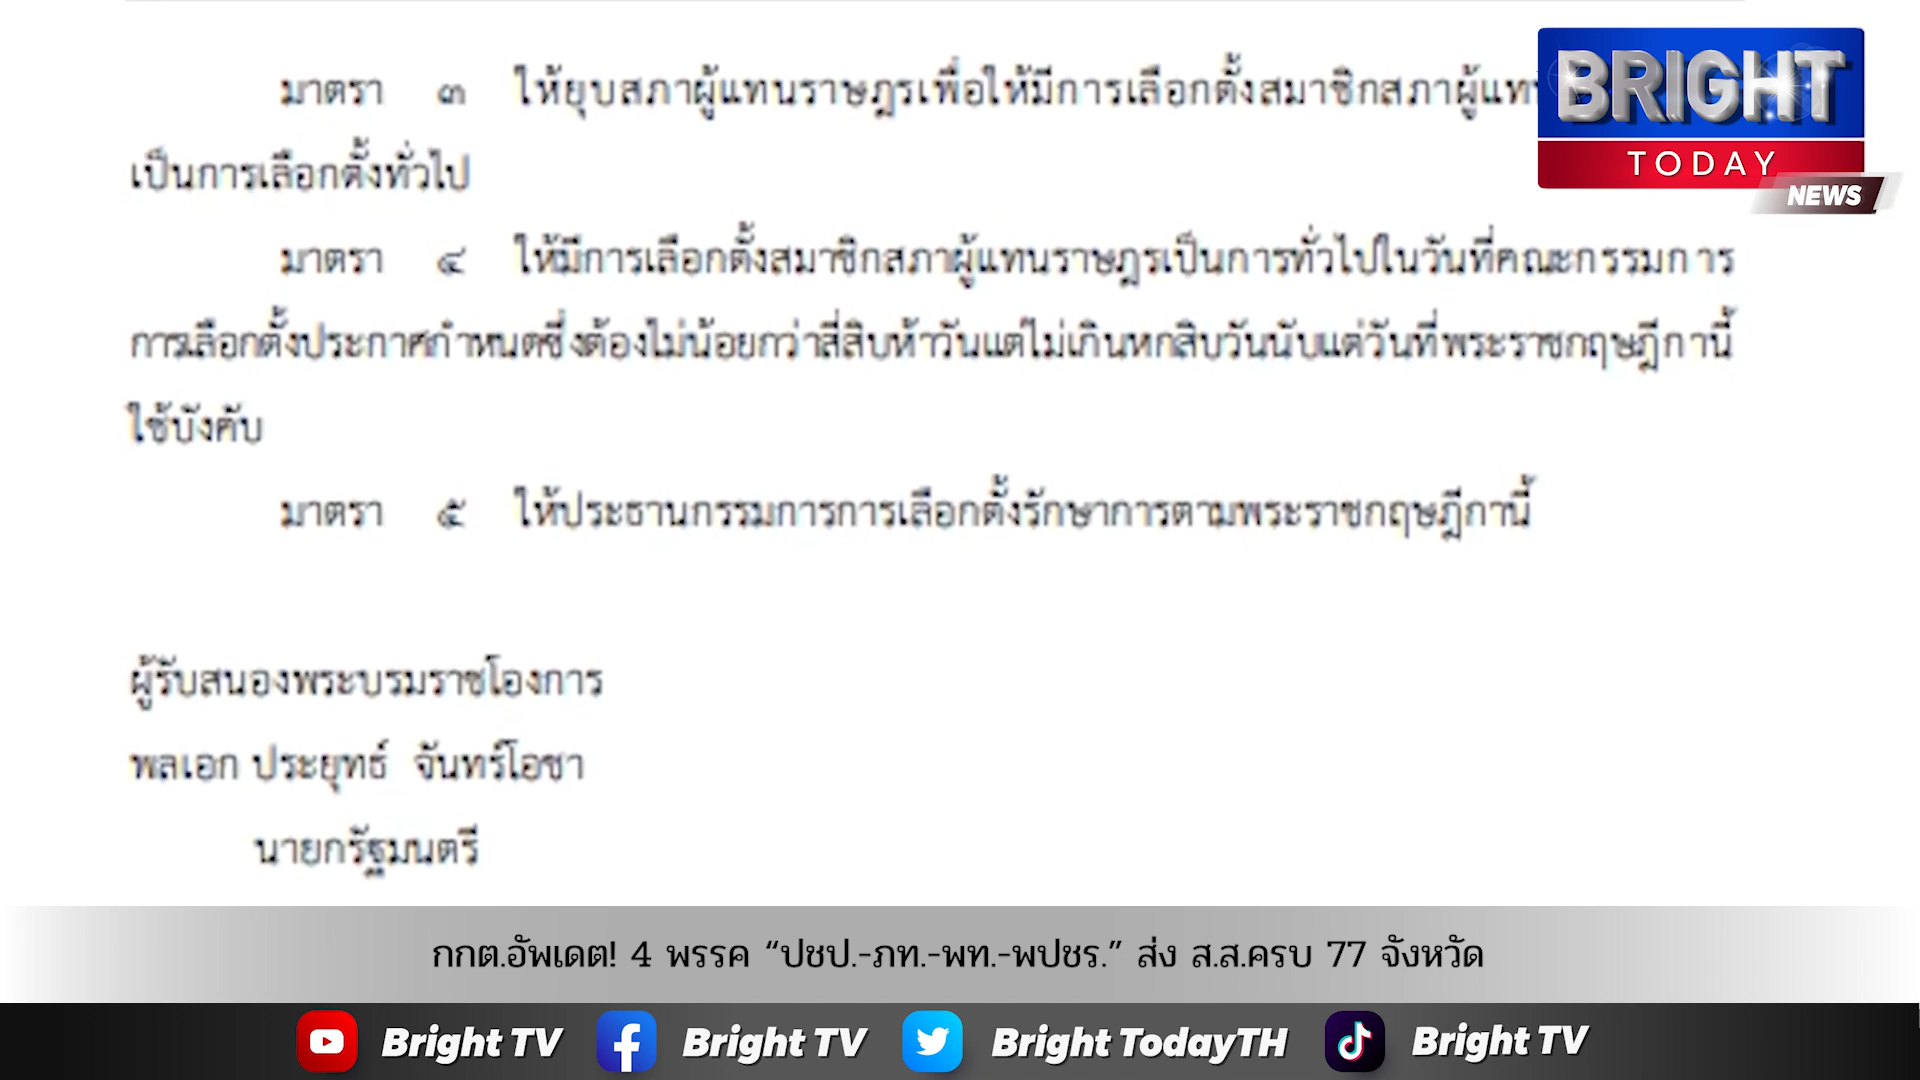 มาตรา ๓ ให้ยุบสภาผู้แทนราษฎรเพื่อให้มีการเลือกตั้งสมาชิกสภาผู้แท
เป็นการเลือกตั้งทั่วไป
มาตรา ๔ ให้มีการเลือกตั้งสมาชิกสภาผู้แทนราษฎรเป็นการทั่วไปในวันที่คณะกรรมการ
การเลือกตั้งประกาศกำหนดซึ่งต้องไม่น้อยกว่าสี่สิบห้าวันแต่ไม่เกินหกสิบวันนับแต่วันที่พระราชกฤษฎีกานี้
ใช้บังคับ
มาตรา ๕ ให้ประธานกรรมการการเลือกตั้งรักษาการตามพระราชกฤษฎีกานี้
ผู้รับสนองพระบรมราชโองการ
พลเอก ประยุทธ์ จันทร์โอชา
นายกรัฐมนตรี
BRIGHT
TODAY
NEWS
กกต.อัพเดต! 4 พรรค “ปชป.-ภท.-พท.-พปชร.” ส่ง ส.ส.ครบ 77 จังหวัด
Bright TV Bright TV Bright TodayTH Bright TV